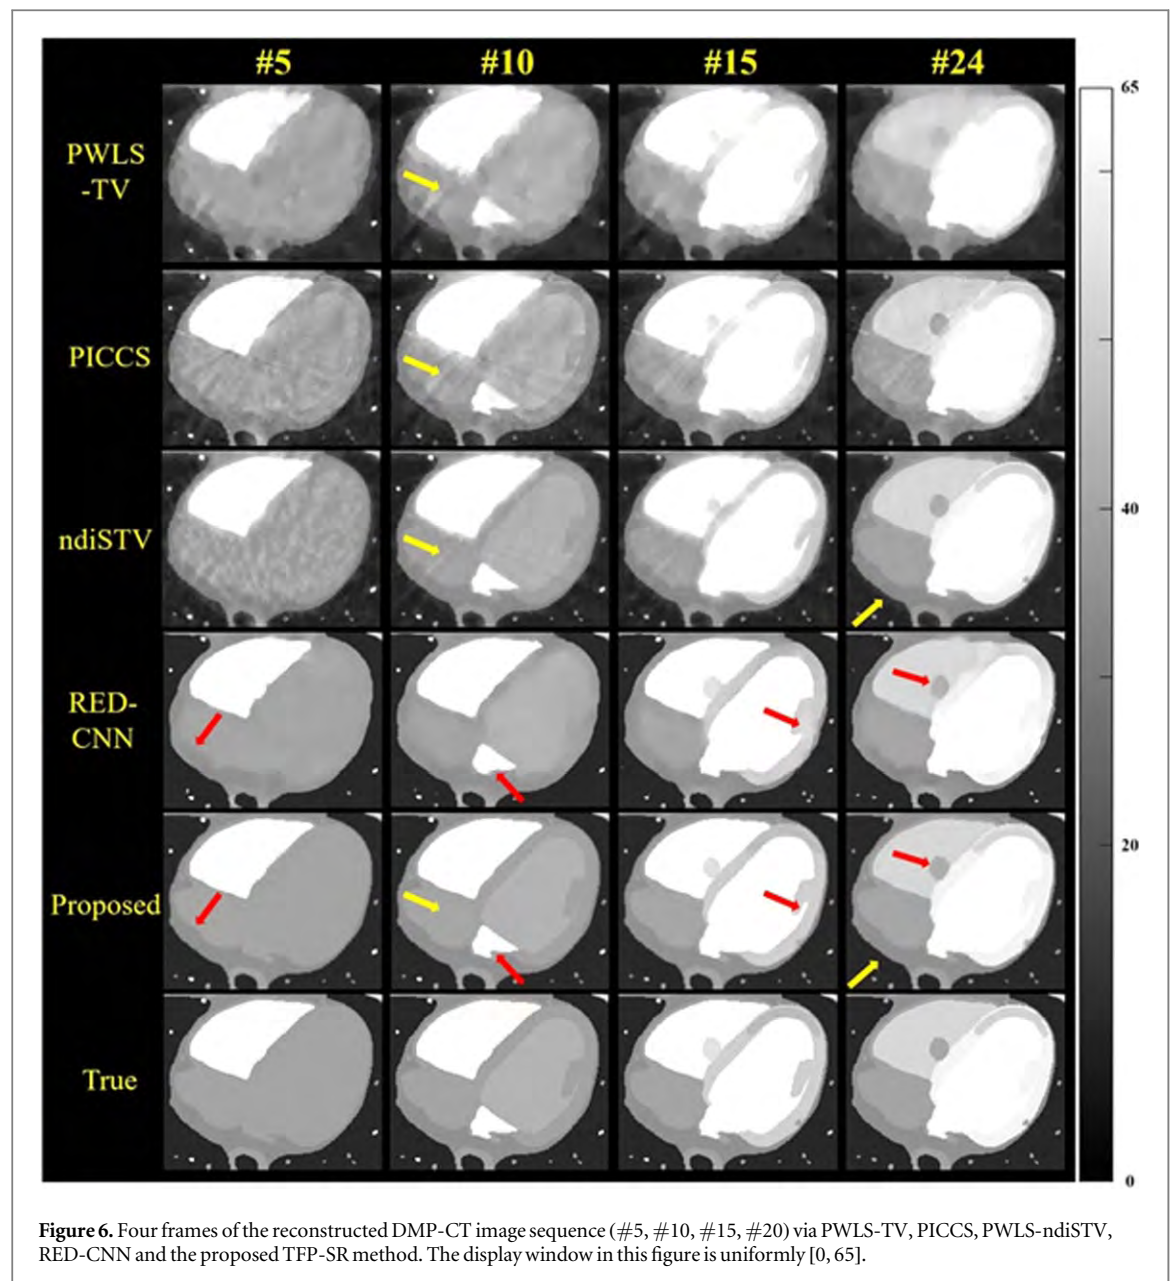 #5 #10 #15 #24
65
PWLS
-TV
PICCS
40
ndiSTV
RED-
CNN
20
Proposed
True
0
Figure 6. Four frames of the reconstructed DMP-CT image sequence (#5, #10, #15, #20) via PWLS-TV, PICCS, PWLS-ndiSTV,
RED-CNN and the proposed TFP-SR method. The display window in this figure is uniformly [0, 65].